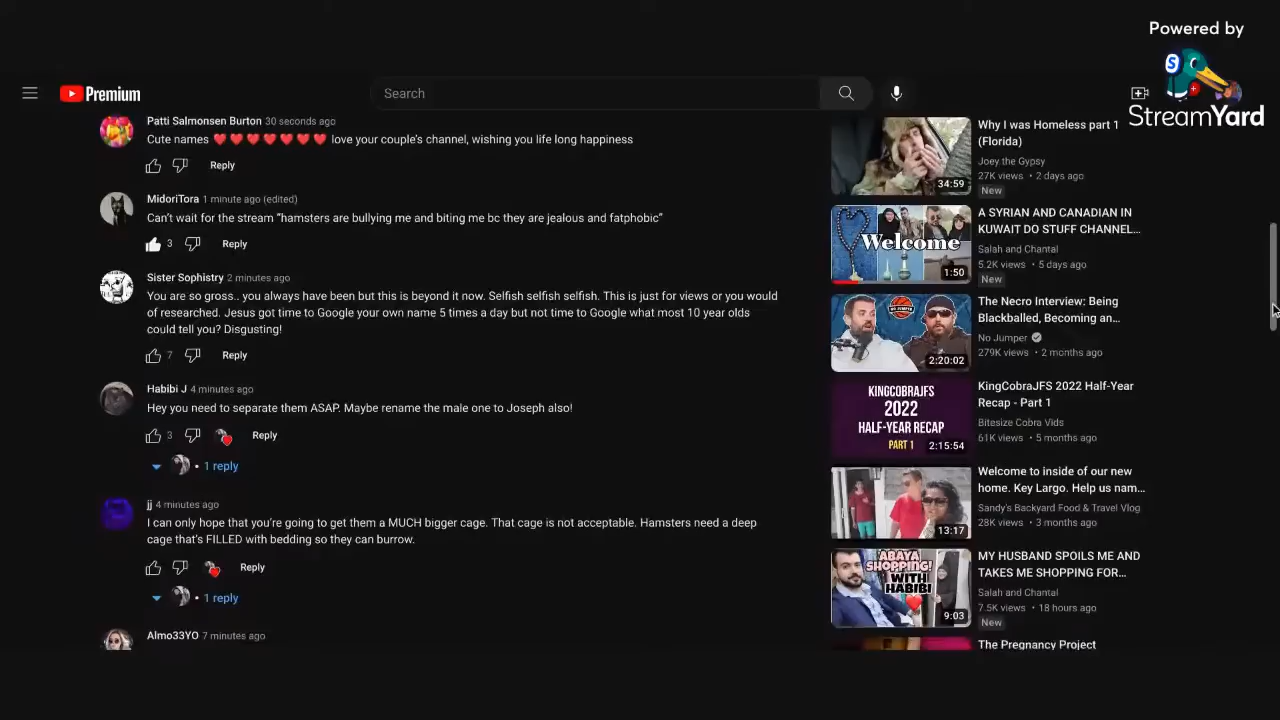 Powered by
StreamYard
Premium
Search
Patti Salmonsen Burton 30 seconds ago
Cute names ❤❤❤❤❤❤❤ love your couple's channel, wishing you life long happiness
Reply
MidoriTora 1 minute ago (edited)
Can't wait for the stream “hamsters are bullying me and biting me bc they are jealous and fatphobic”
3 Reply
Sister Sophistry 2 minutes ago
You are so gross.. you always have been but this is beyond it now. Selfish selfish selfish. This is just for views or you would
of researched. Jesus got time to Google your own name 5 times a day but not time to Google what most 10 year olds
could tell you? Disgusting!
7 Reply
Habibi J 4 minutes ago
Hey you need to separate them ASAP. Maybe rename the male one to Joseph also!
3 Reply
• 1 reply
jj 4 minutes ago
I can only hope that you're going to get them a MUCH bigger cage. That cage is not acceptable. Hamsters need a deep
cage that's FILLED with bedding so they can burrow.
Reply
• 1 reply
Almo33YO 7 minutes ago
34:59
Why I was Homeless part 1
(Florida)
Joey the Gypsy
27K views • 2 days ago
New
Welcome
1:50
A SYRIAN AND CANADIAN IN
KUWAIT DO STUFF CHANNEL...
Salah and Chantal
5.2K views • 5 days ago
New
2:20:02
The Necro Interview: Being
Blackballed, Becoming an...
No Jumper
279K views • 2 months ago
KINGCOBRAJFS
2022
HALF-YEAR RECAP
PART 1
2:15:54
KingCobraJFS 2022 Half-Year
Recap - Part 1
Bitesize Cobra Vids
61K views • 5 months ago
13:17
Welcome to inside of our new
home. Key Largo. Help us nam...
Sandy's Backyard Food & Travel Vlog
28K views • 3 months ago
ABAYA
SHOPPING!
WITH
HABIBI
9:03
MY HUSBAND SPOILS ME AND
TAKES ME SHOPPING FOR...
Salah and Chantal
7.5K views • 18 hours ago
New
The Pregnancy Project